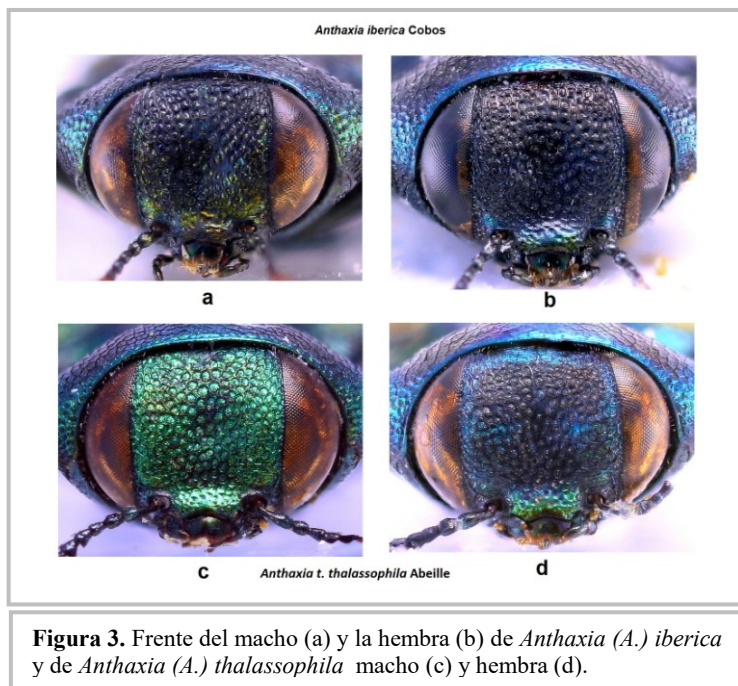 Anthaxia iberica Cobos
a
b
c
Anthaxia t. thalassophila Abeille
d
Figura 3. Frente del macho (a) y la hembra (b) de Anthaxia (A.) iberica
y de Anthaxia (A.) thalassophila macho (c) y hembra (d).